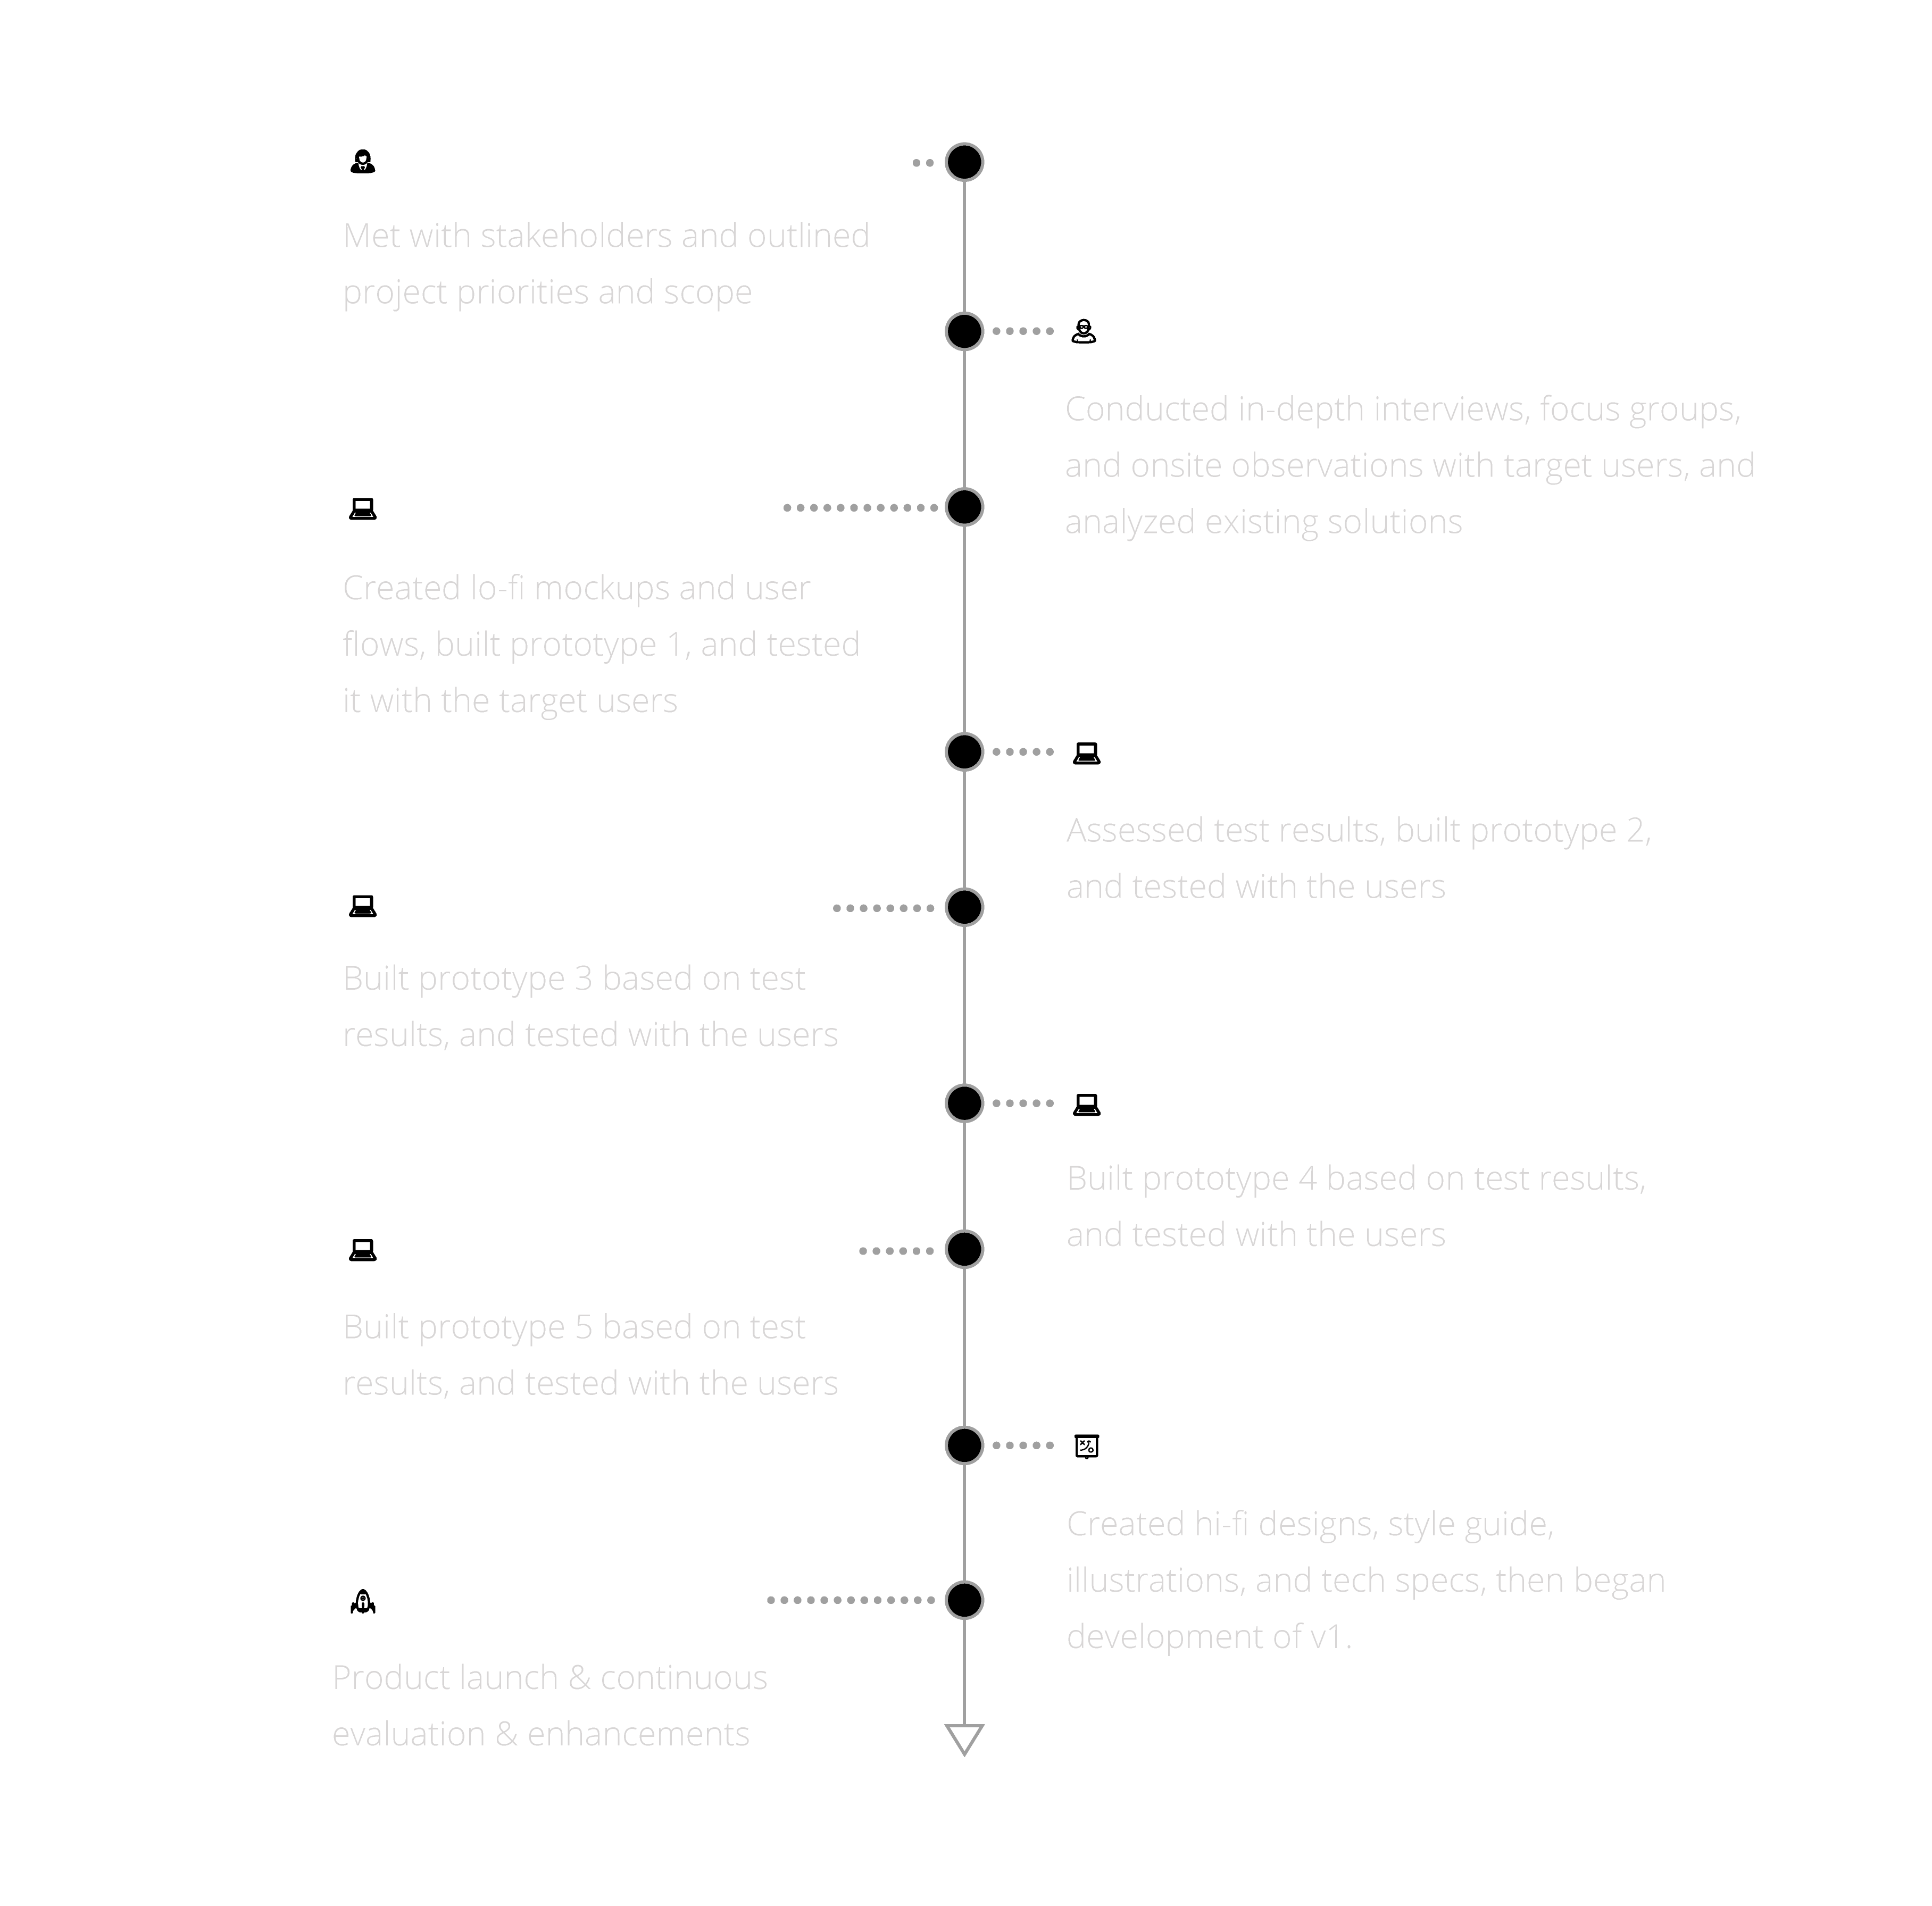 Met with stakeholders and outlined
project priorities and scope
Conducted in-depth interviews, focus groups,
and onsite observations with target users, and
analyzed existing solutions
Created lo-fi mockups and user
flows, built prototype 1, and tested
it with the target users
Assessed test results, built prototype 2,
and tested with the users
Built prototype 3 based on test
results, and tested with the users
Built prototype 4 based on test results,
and tested with the users
Built prototype 5 based on test
results, and tested with the users
Created hi-fi designs, style guide,
illustrations, and tech specs, then began
development of v1.
Product launch & continuous
evaluation & enhancements